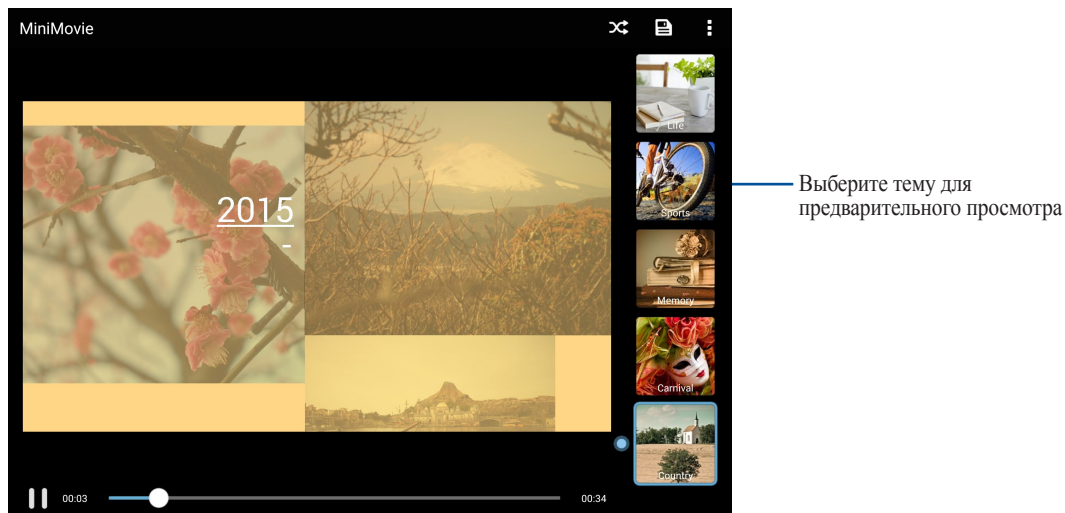 MiniMovie
Life
2015
-
Sports
Выберите тему для
предварительного просмотра
Memory
Carnival
Country
00:03
00:34